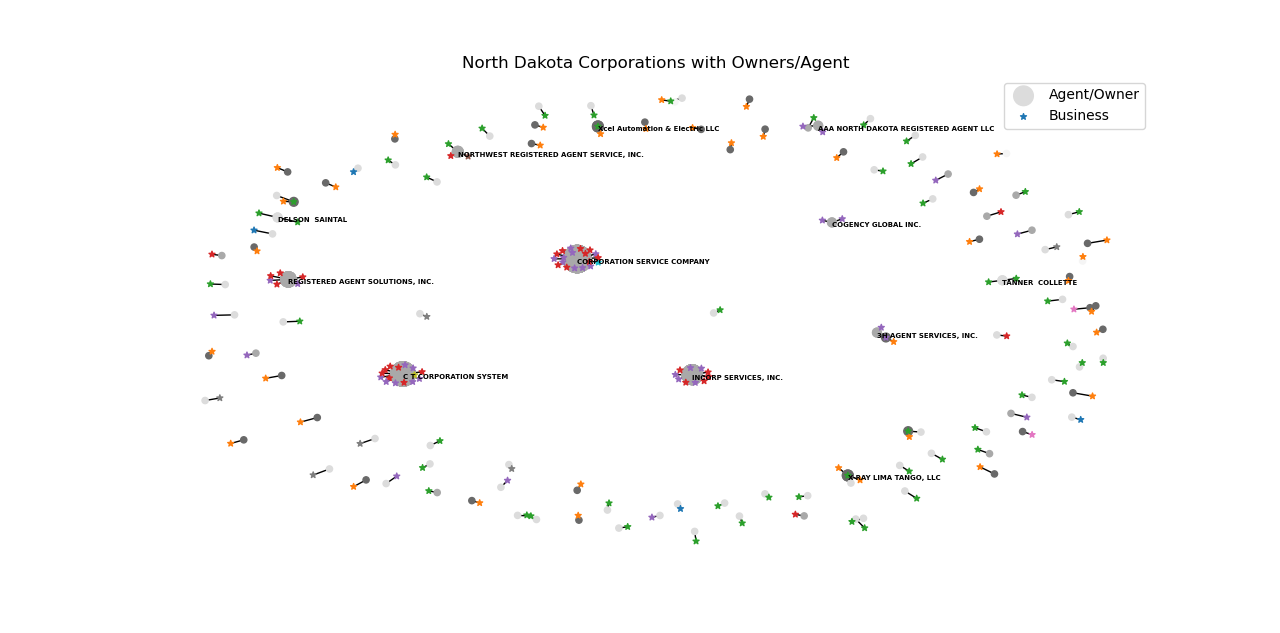 North Dakota Corporations with Owners/Agent
Agent/Owner
Business
Xcel Automation & Electric LLC
AAA NORTH DAKOTA REGISTERED AGENT LLC
NORTHWEST REGISTERED AGENT SERVICE, INC.
DELSON  SAINTAL
COGENCY GLOBAL INC.
CORPORATION SERVICE COMPANY
REGISTERED AGENT SOLUTIONS, INC.
TANNER  COLLETTE
3H AGENT SERVICES, INC.
C T CORPORATION SYSTEM
INCORP SERVICES, INC.
X-RAY LIMA TANGO, LLC